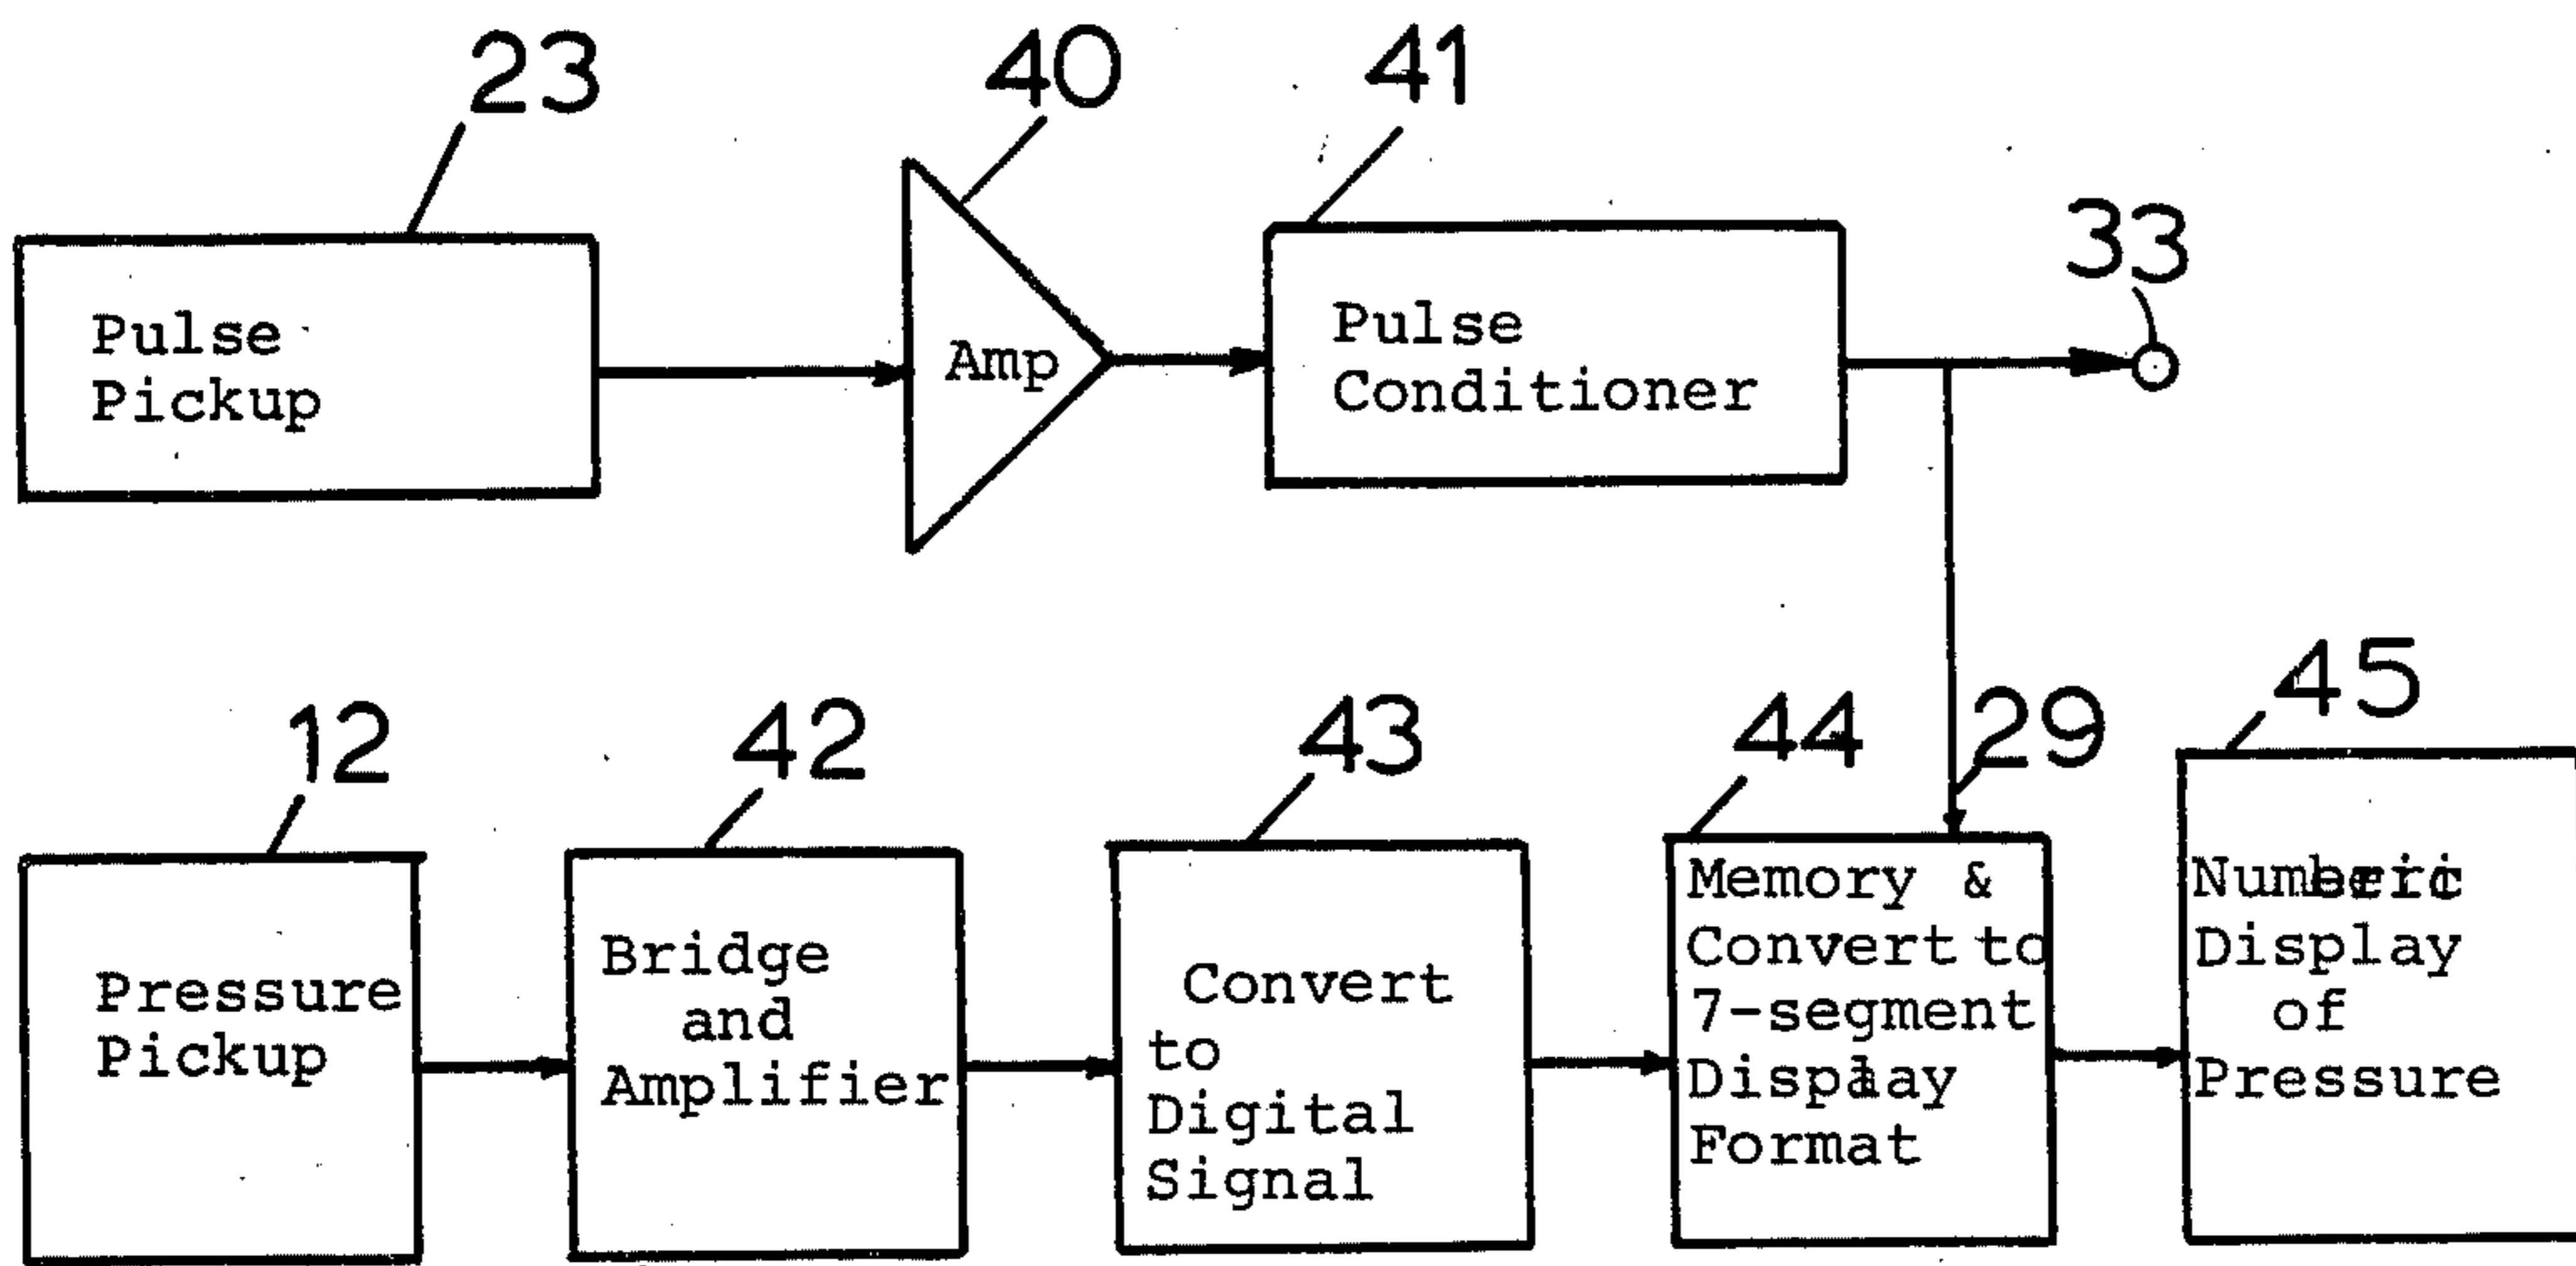 23
40
41
33
Pulse
Pickup
Amp
Pulse
Conditioner
12
42
43
44
29
45
Pressure
Pickup
Bridge
and
Amplifier
Convert
to
Digital
Signal
Memory &
Convert to
7-segment
Display
Format
Numeric
Display
of
Pressure